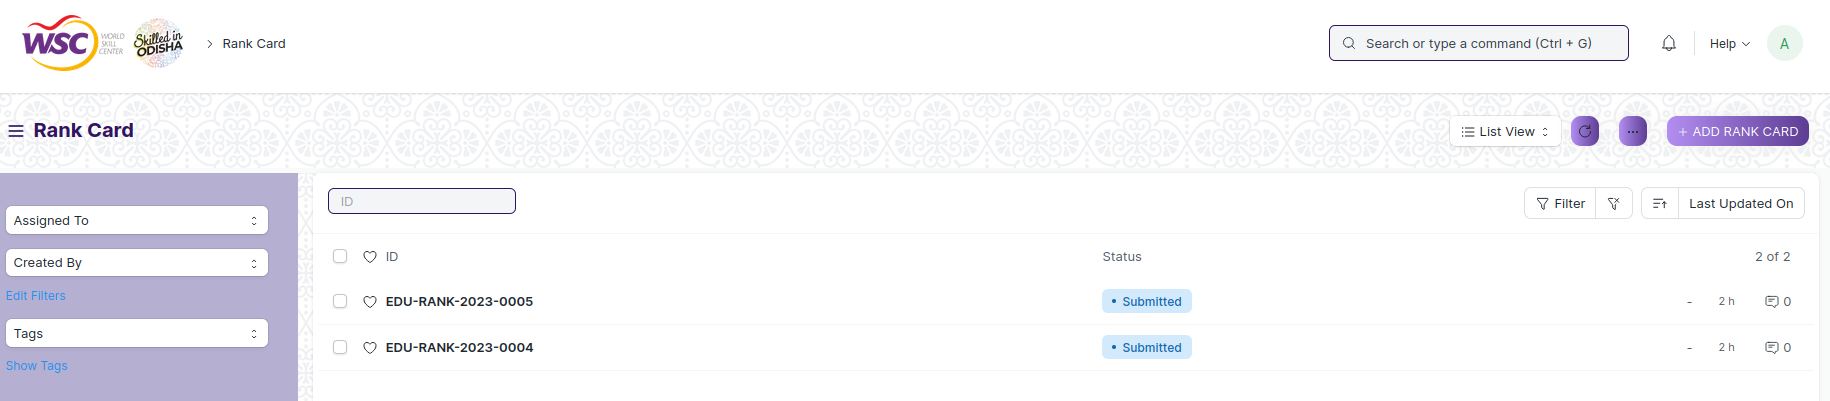 WSC WORLD SKILL CENTER
Skilled in ODISHA
Rank Card
Search or type a command (Ctrl + G)
Help
A
Rank Card
List View
+ ADD RANK CARD
Assigned To
Created By
Edit Filters
Tags
Show Tags
ID
Filter
Last Updated On
ID Status 2 of 2
EDU-RANK-2023-0005 • Submitted - 2 h 0
EDU-RANK-2023-0004 • Submitted - 2 h 0